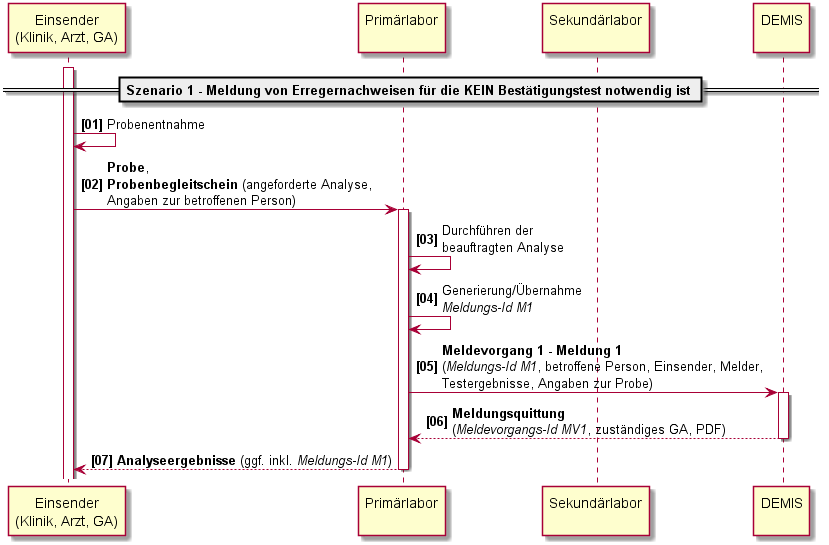 Einsender
(Klinik, Arzt, GA)
Primärlabor
Sekundärlabor
DEMIS
Szenario 1 - Meldung von Erregernachweisen für die KEIN Bestätigungstest notwendig ist
[01] Probenentnahme
Probe,
[02] Probenbegleitschein (angeforderte Analyse,
Angaben zur betroffenen Person)
Durchführen der
[03] beauftragten Analyse
Generierung/Übernahme
[04] Meldungs-Id M1
Meldevorgang 1 - Meldung 1
[05] (Meldungs-Id M1, betroffene Person, Einsender, Melder,
Testergebnisse, Angaben zur Probe)
Meldungsquittung
[06] (Meldevorgangs-Id MV1, zuständiges GA, PDF)
[07] Analyseergebnisse (ggf. inkl. Meldungs-Id M1)
Einsender
(Klinik, Arzt, GA)
Primärlabor
Sekundärlabor
DEMIS